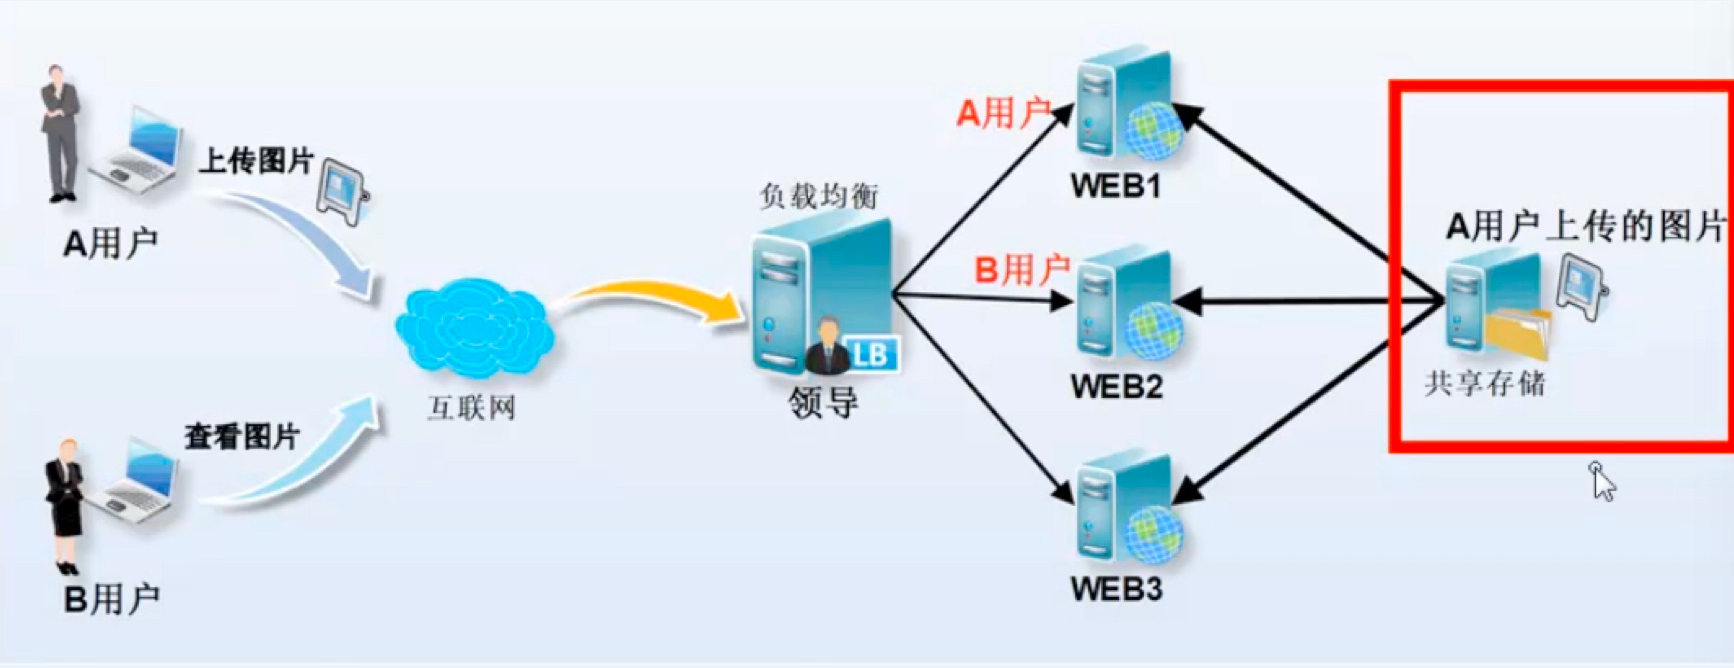 上传图片
A用户
互联网
查看图片
B用户
负载均衡
LB
领导
A用户
WEB1
B用户
WEB2
WEB3
A用户上传的图片
共享存储